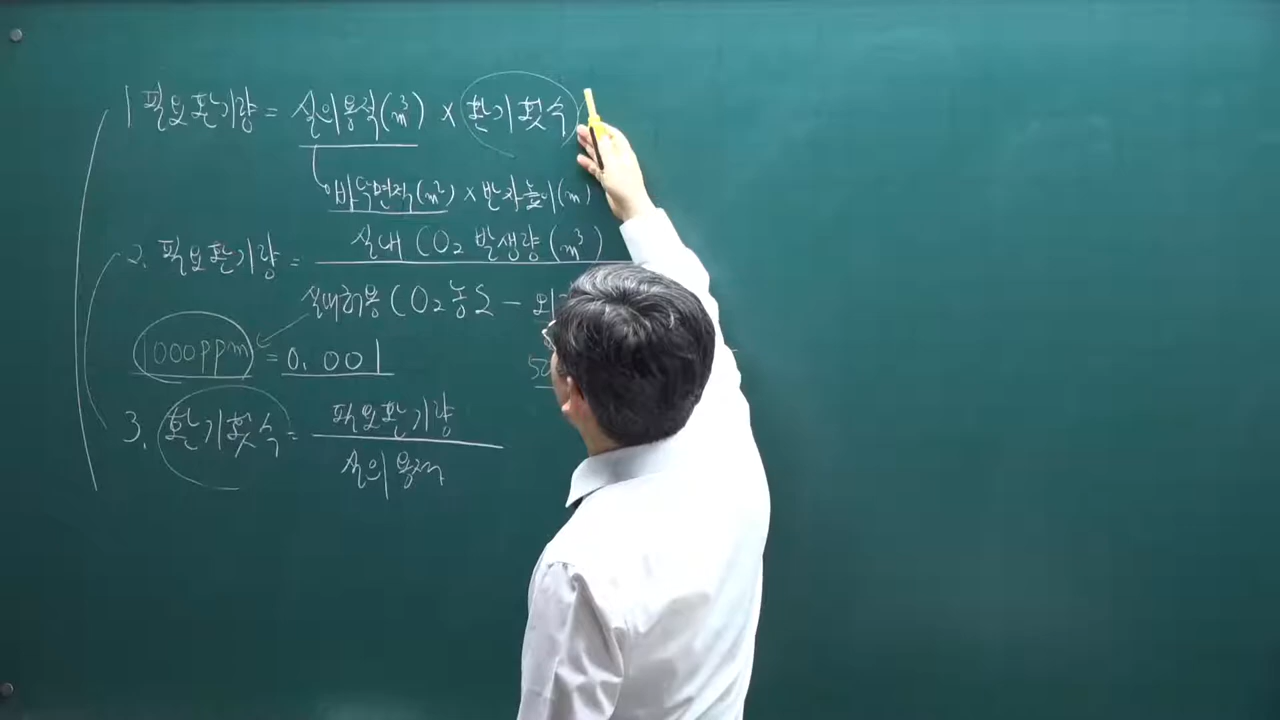 1 필요환기량 = 실의용적(m³) × 환기횟수
바닥면적(m²) × 반자높이(m)
2. 필요환기량 = 실내 CO₂ 발생량 (m³)
실내허용 CO₂ 농도 - 외
1000ppm = 0.001
3. 환기횟수 = 필요환기량
실의용적